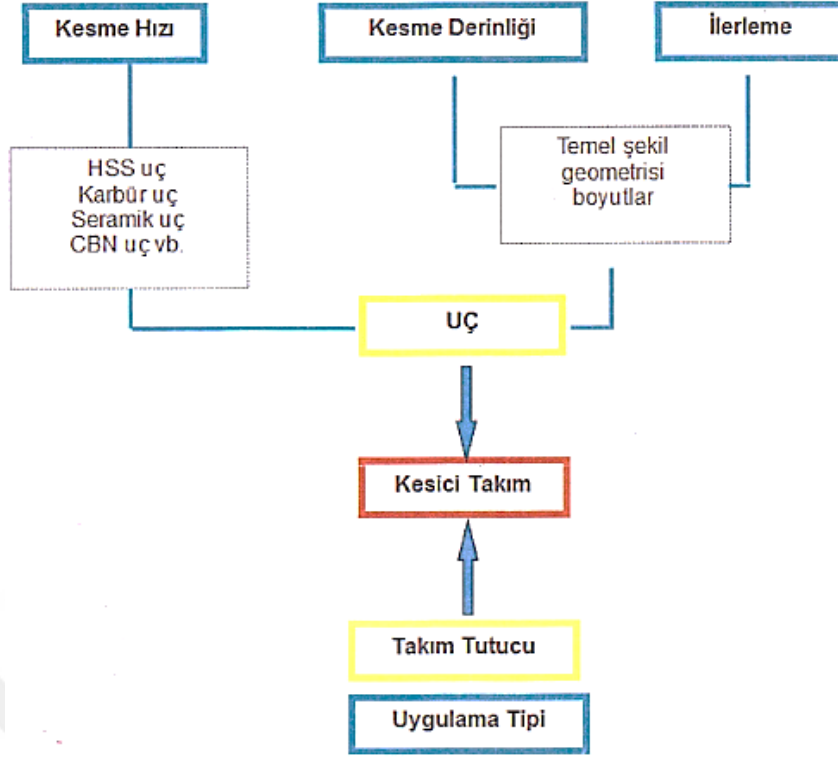 Kesme Hızı
Kesme Derinliği
İlerleme
HSS uç
Karbür uç
Seramik uç
CBN uç vb.
Temel şekil
geometrisi
boyutlar
UÇ
Kesici Takım
Takım Tutucu
Uygulama Tipi